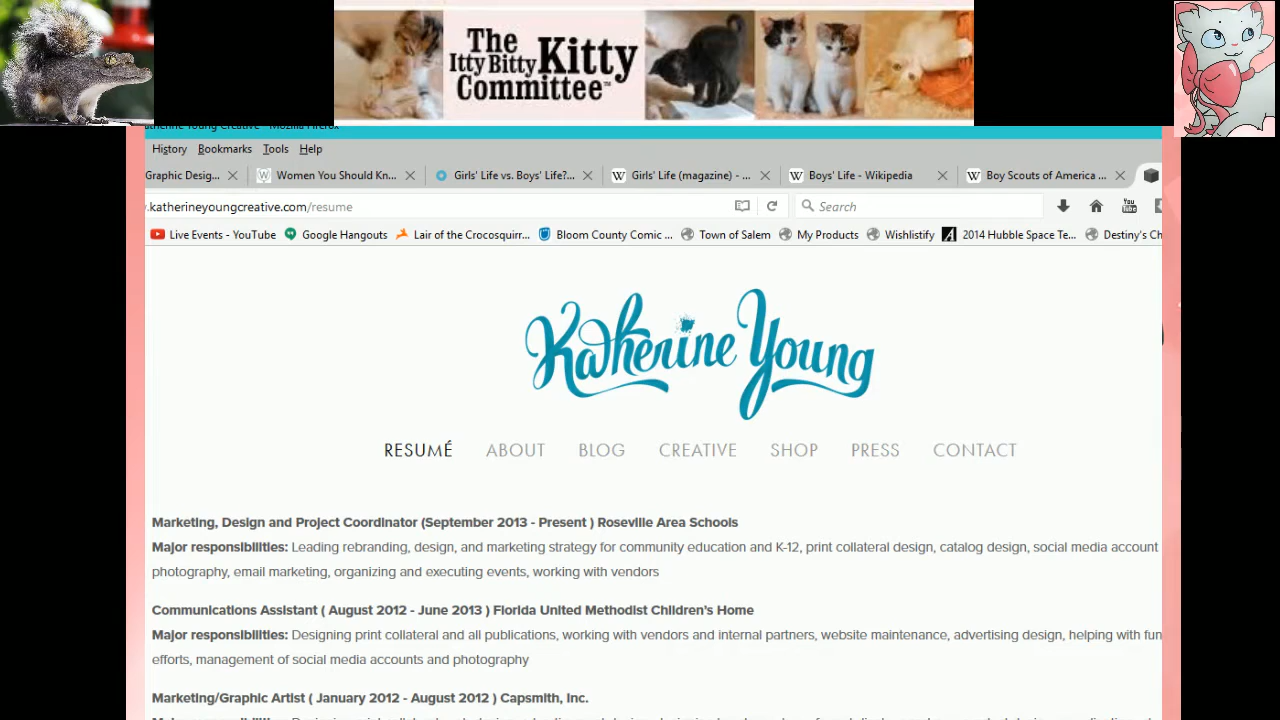 The
Itty Bitty Kitty
Committee™
Katherine Young Creative - Mozilla Firefox
History Bookmarks Tools Help
Graphic Desig... Women You Should Kn... Girls' Life vs. Boys' Life?... Girls' Life (magazine) - ... Boys' Life - Wikipedia Boy Scouts of America ...
.katherineyoungcreative.com/resume Search
Live Events - YouTube Google Hangouts Lair of the Crocosquirr... Bloom County Comic ... Town of Salem My Products Wishlistify 2014 Hubble Space Te... Destiny's Ch
Katherine Young
RESUMÉ ABOUT BLOG CREATIVE SHOP PRESS CONTACT
Marketing, Design and Project Coordinator (September 2013 - Present ) Roseville Area Schools
Major responsibilities: Leading rebranding, design, and marketing strategy for community education and K-12, print collateral design, catalog design, social media account
photography, email marketing, organizing and executing events, working with vendors
Communications Assistant ( August 2012 - June 2013 ) Florida United Methodist Children's Home
Major responsibilities: Designing print collateral and all publications, working with vendors and internal partners, website maintenance, advertising design, helping with fun
efforts, management of social media accounts and photography
Marketing/Graphic Artist ( January 2012 - August 2012 ) Capsmith, Inc.